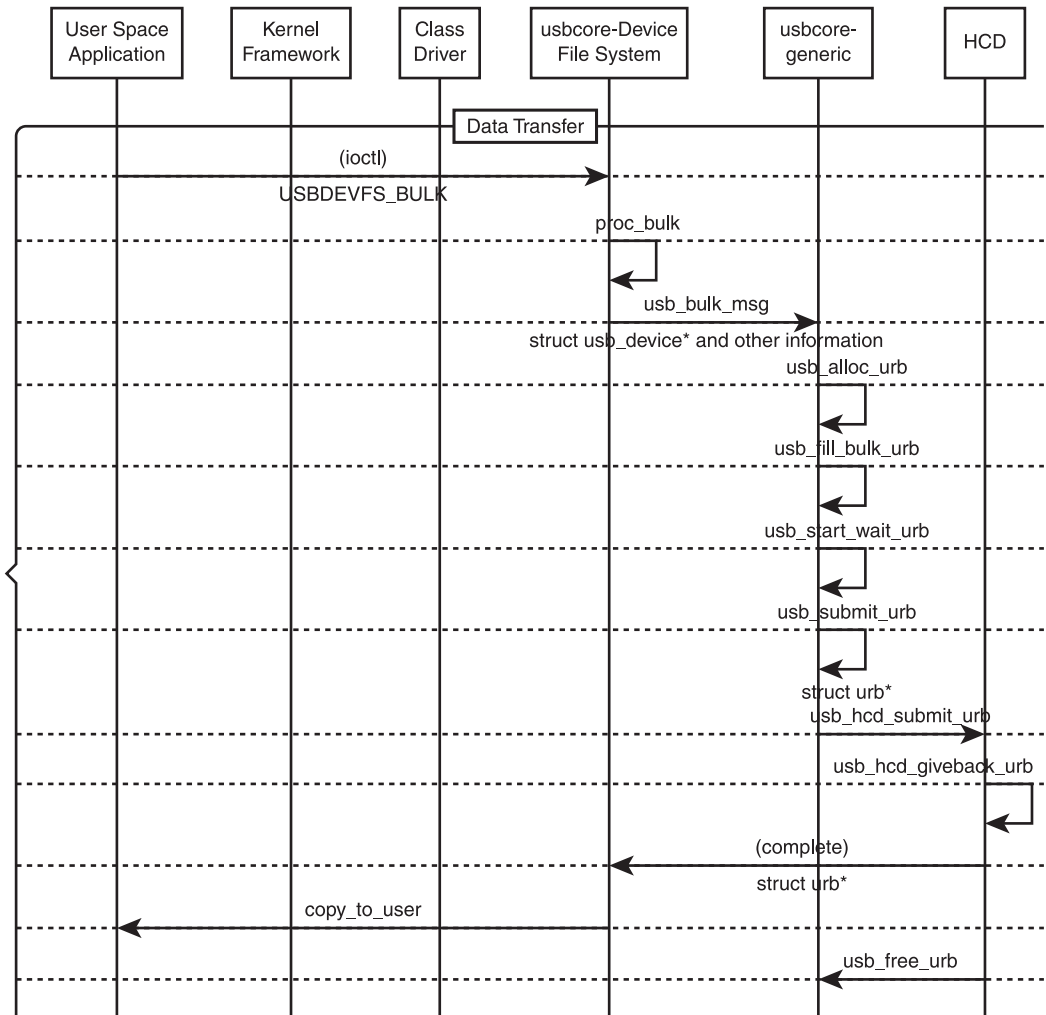 User Space
Application
Kernel
Framework
Class
Driver
usbcore-Device
File System
usbcore-
generic
HCD
Data Transfer
(ioctl)
USBDEVFS_BULK
proc_bulk
usb_bulk_msg
struct usb_device* and other information
usb_alloc_urb
usb_fill_bulk_urb
usb_start_wait_urb
usb_submit_urb
struct urb*
usb_hcd_submit_urb
usb_hcd_giveback_urb
(complete)
struct urb*
copy_to_user
usb_free_urb